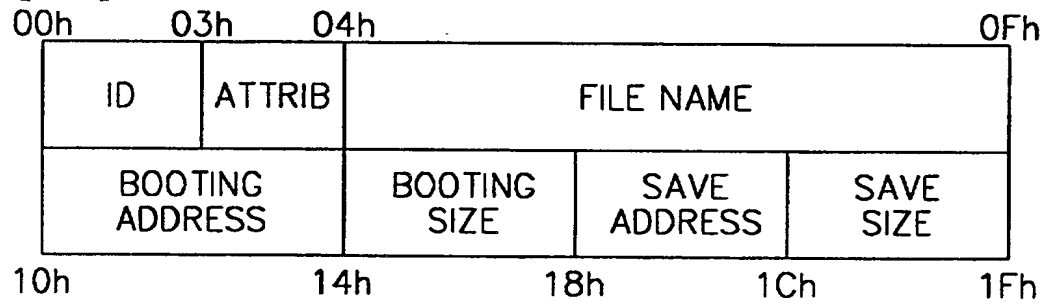 00h 03h 04h 0Fh
ID ATTRIB FILE NAME
BOOTING ADDRESS BOOTING SIZE SAVE ADDRESS SAVE SIZE
10h 14h 18h 1Ch 1Fh